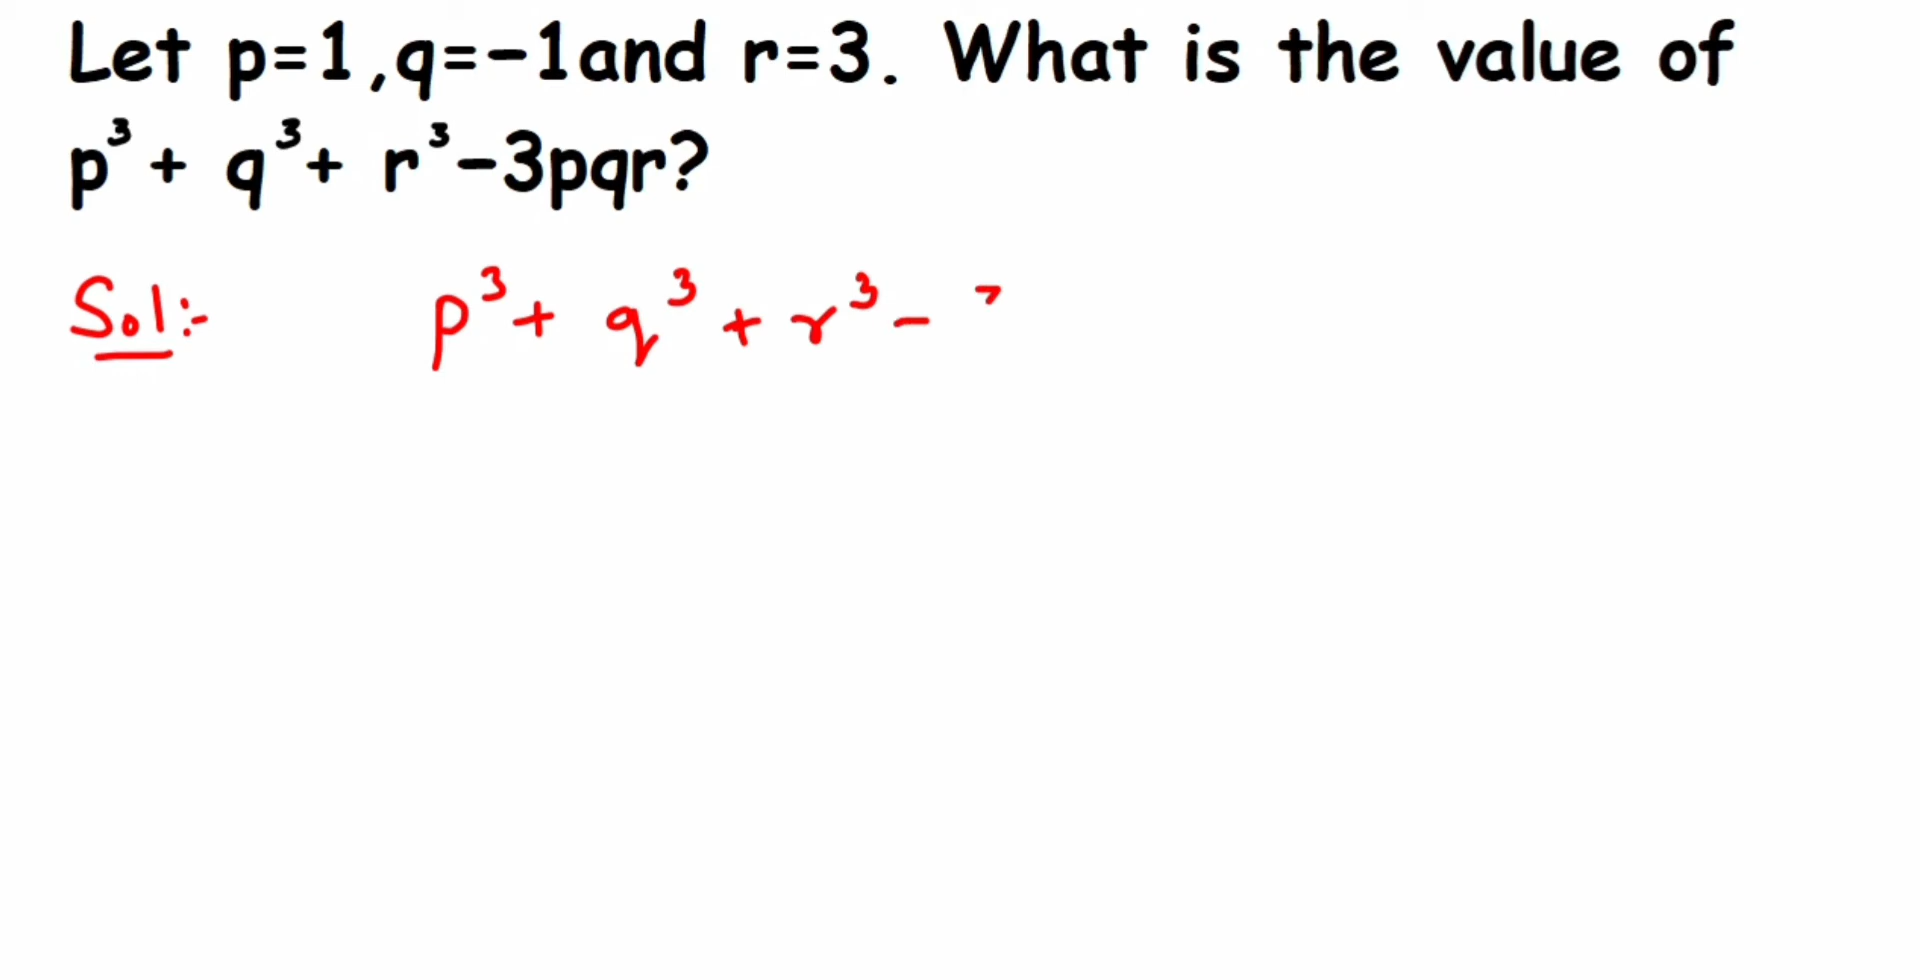 Let p=1,q=-1and r=3. What is the value of
p³+ q³+ r³-3pqr?
Sol:- p³+ q³ + r³ -